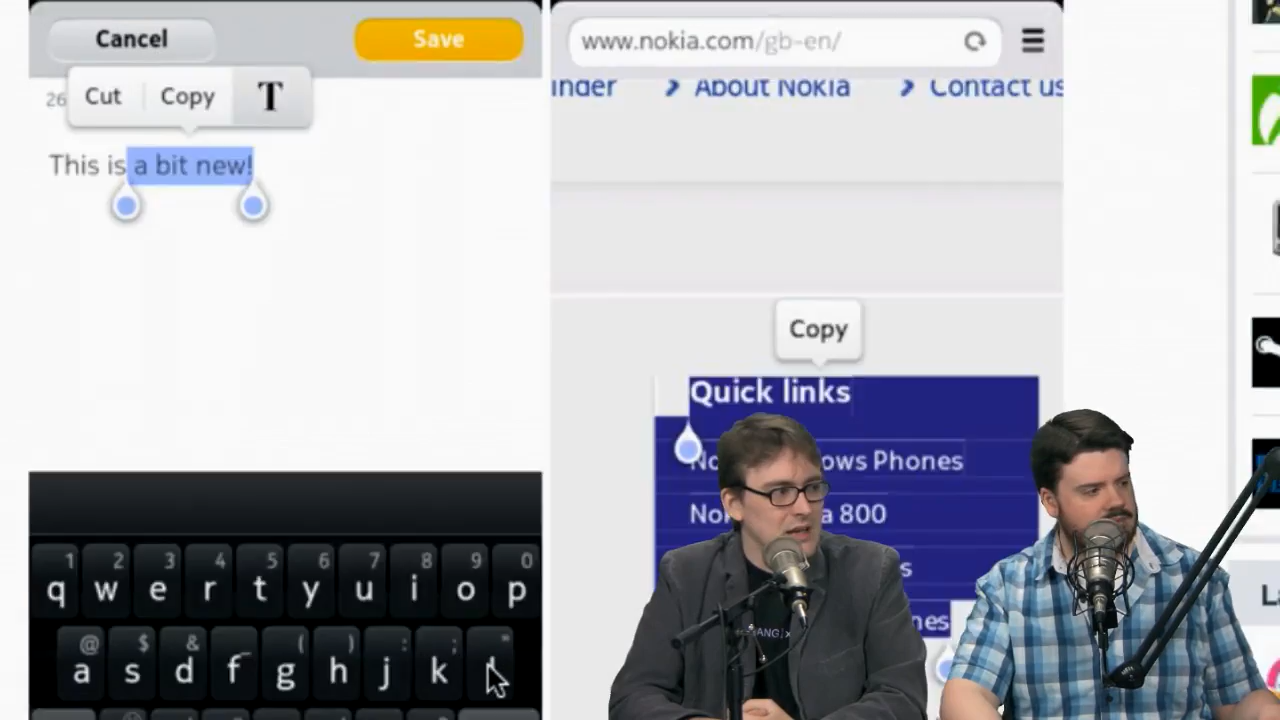 Cancel
Save
26
Cut
Copy
T
This is a bit new!
1 2 3 4 5 6 7 8 9 0
q w e r t y u i o p
@ $ & ( ) : ; "
a s d f g h j k l
www.nokia.com/gb-en/
inder
About Nokia
Contact us
Copy
Quick links
ows Phones
a 800
s
nes